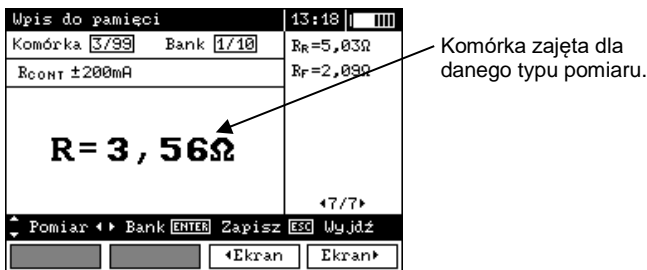 Wpis do pamięci 13:18
Komórka 3/99 Bank 1/10 RR=5,03Ω
RCONT ±200mA RF=2,09Ω
Komórka zajęta dla
danego typu pomiaru.
R=3,56Ω
◂7/7▸
Pomiar ◂▸ Bank ENTER Zapisz ESC Wyjdź
◂Ekran Ekran▸